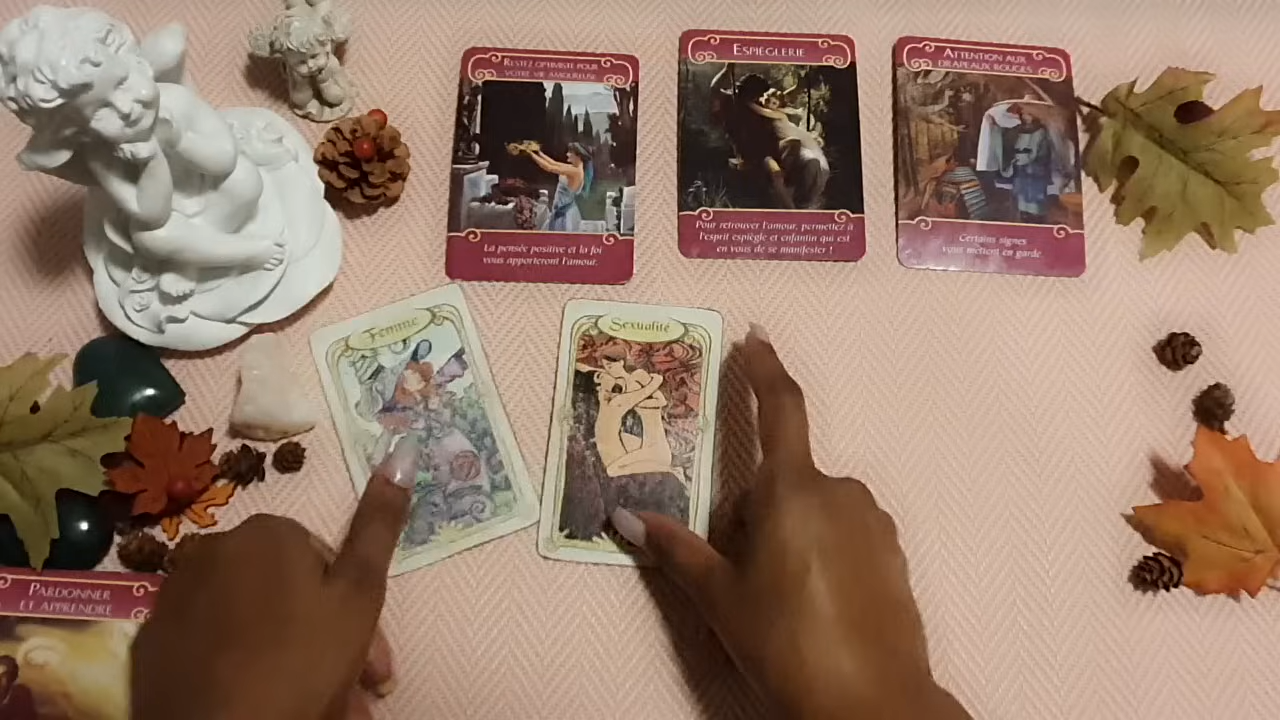 RESTEZ OPTIMISTE POUR
VOTRE VIE AMOUREUSE
La pensée positive et la foi
vous apporteront l'amour.
ESPIÈGLERIE
Pour retrouver l'amour, permettez à
l'esprit espiègle et enfantin qui est
en vous de se manifester !
ATTENTION AUX
DRAPEAUX ROUGES
Certains signes
vous mettent en garde.
Femme
Sexualité
PARDONNER
ET APPRENDRE